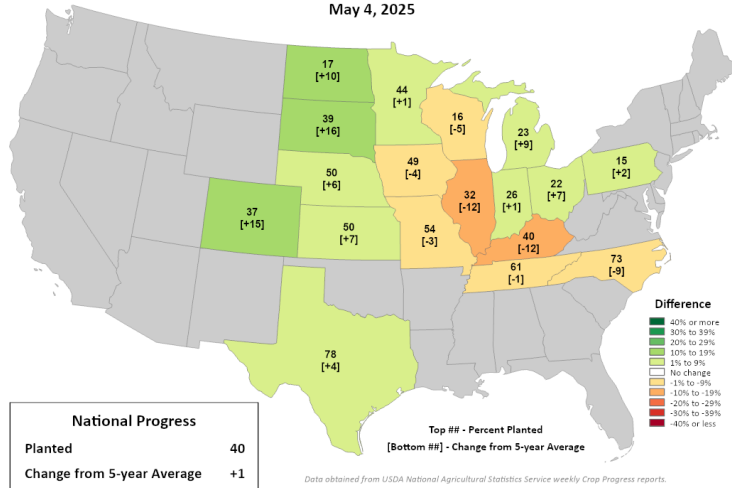 May 4, 2025
17
[+10]
44
[+1]
16
[-5]
39
[+16]
23
[+9]
49
[-4]
50
[+6]
15
[+2]
22
[+7]
32
[-12]
26
[+1]
37
[+15]
50
[+7]
54
[-3]
40
[-12]
61
[-1]
73
[-9]
78
[+4]
Difference
40% or more
30% to 39%
20% to 29%
10% to 19%
1% to 9%
No change
-1% to -9%
-10% to -19%
-20% to -29%
-30% to -39%
-40% or less
National Progress
Planted 40
Change from 5-year Average +1
Top ## - Percent Planted
[Bottom ##] - Change from 5-year Average
Data obtained from USDA National Agricultural Statistics Service weekly Crop Progress reports.